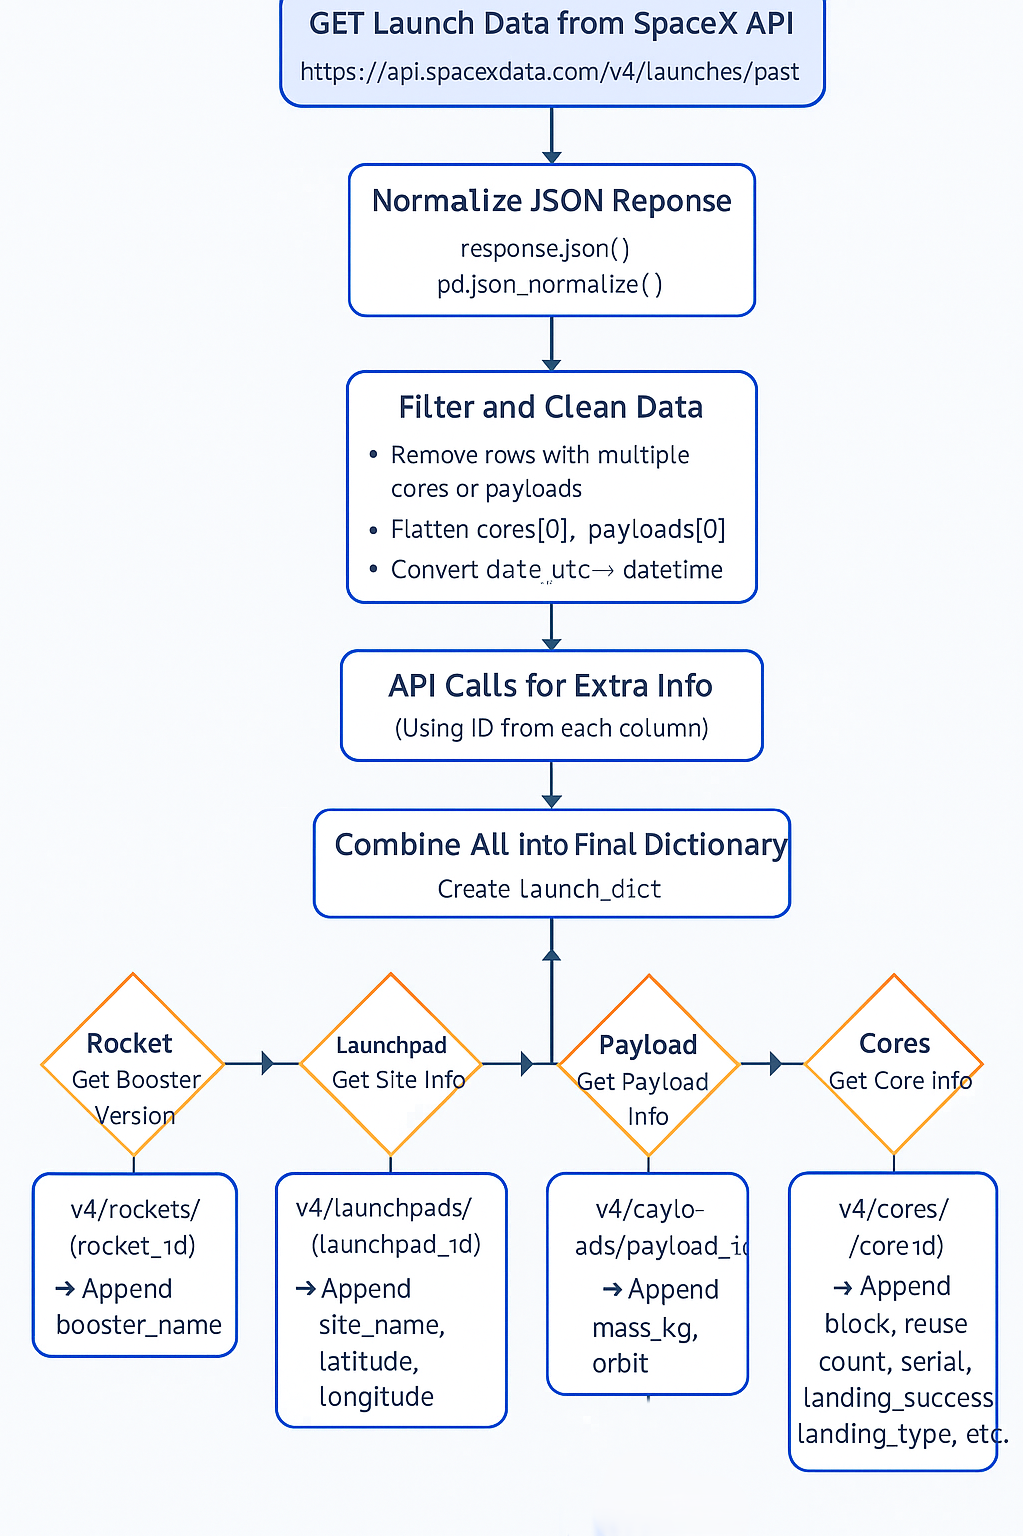 GET Launch Data from SpaceX API
https://api.spacexdata.com/v4/launches/past
Normalize JSON Reponse
response.json()
pd.json_normalize()
Filter and Clean Data
• Remove rows with multiple
cores or payloads
• Flatten cores[0], payloads[0]
• Convert date_utc→ datetime
API Calls for Extra Info
(Using ID from each column)
Combine All into Final Dictionary
Create launch_dict
Rocket
Get Booster
Version
Launchpad
Get Site Info
Payload
Get Payload
Info
Cores
Get Core info
v4/rockets/
(rocket_1d)
→ Append
booster_name
v4/launchpads/
(launchpad_1d)
→ Append
site_name,
latitude,
longitude
v4/caylo-
ads/payload_id
→ Append
mass_kg,
orbit
v4/cores/
/core1d)
→ Append
block, reuse
count, serial,
landing_success
landing_type, etc.